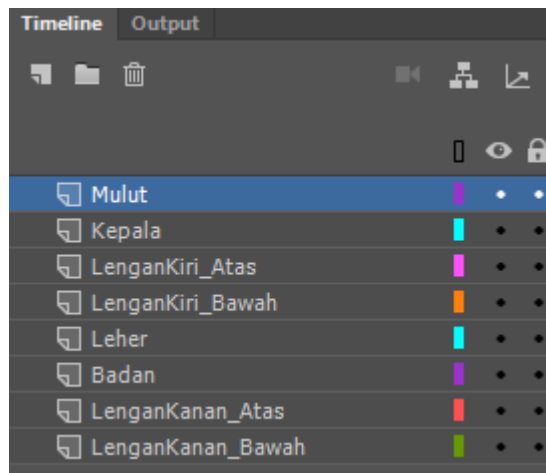 Timeline Output
Mulut
Kepala
LenganKiri_Atas
LenganKiri_Bawah
Leher
Badan
LenganKanan_Atas
LenganKanan_Bawah